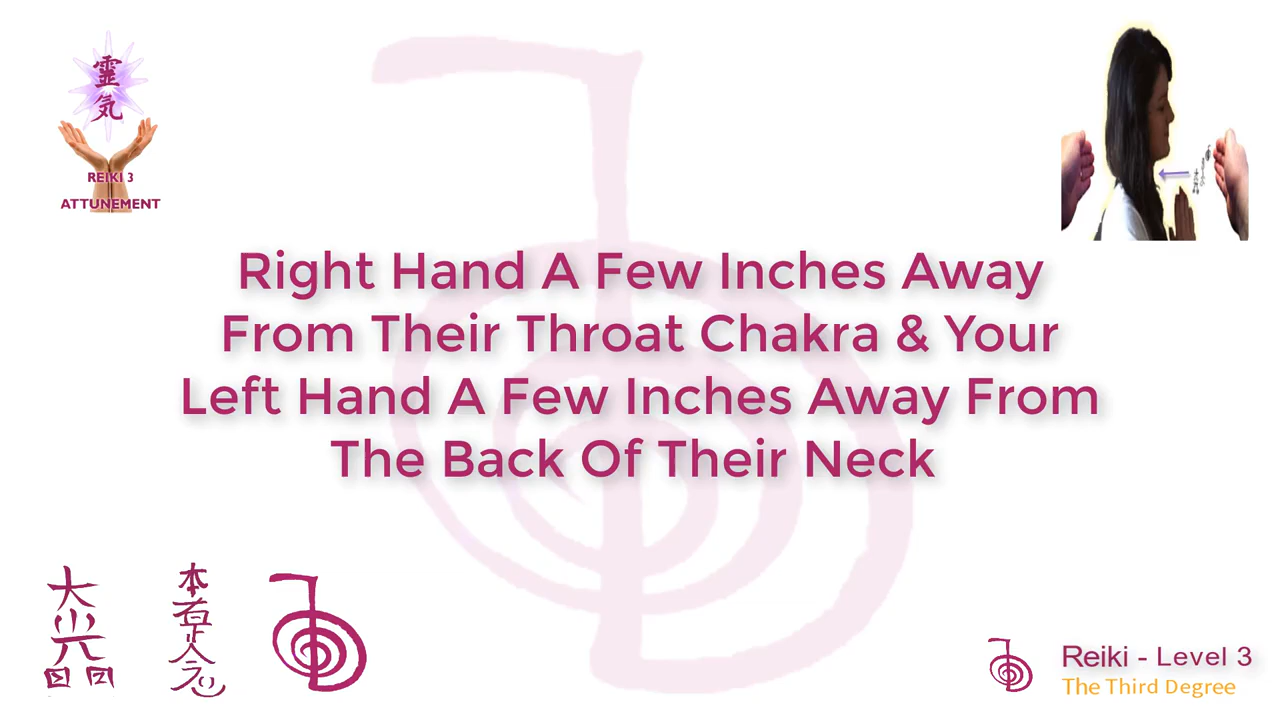 靈
気
REIKI 3
ATTUNEMENT
Right Hand A Few Inches Away
From Their Throat Chakra & Your
Left Hand A Few Inches Away From
The Back Of Their Neck
Reiki - Level 3
The Third Degree